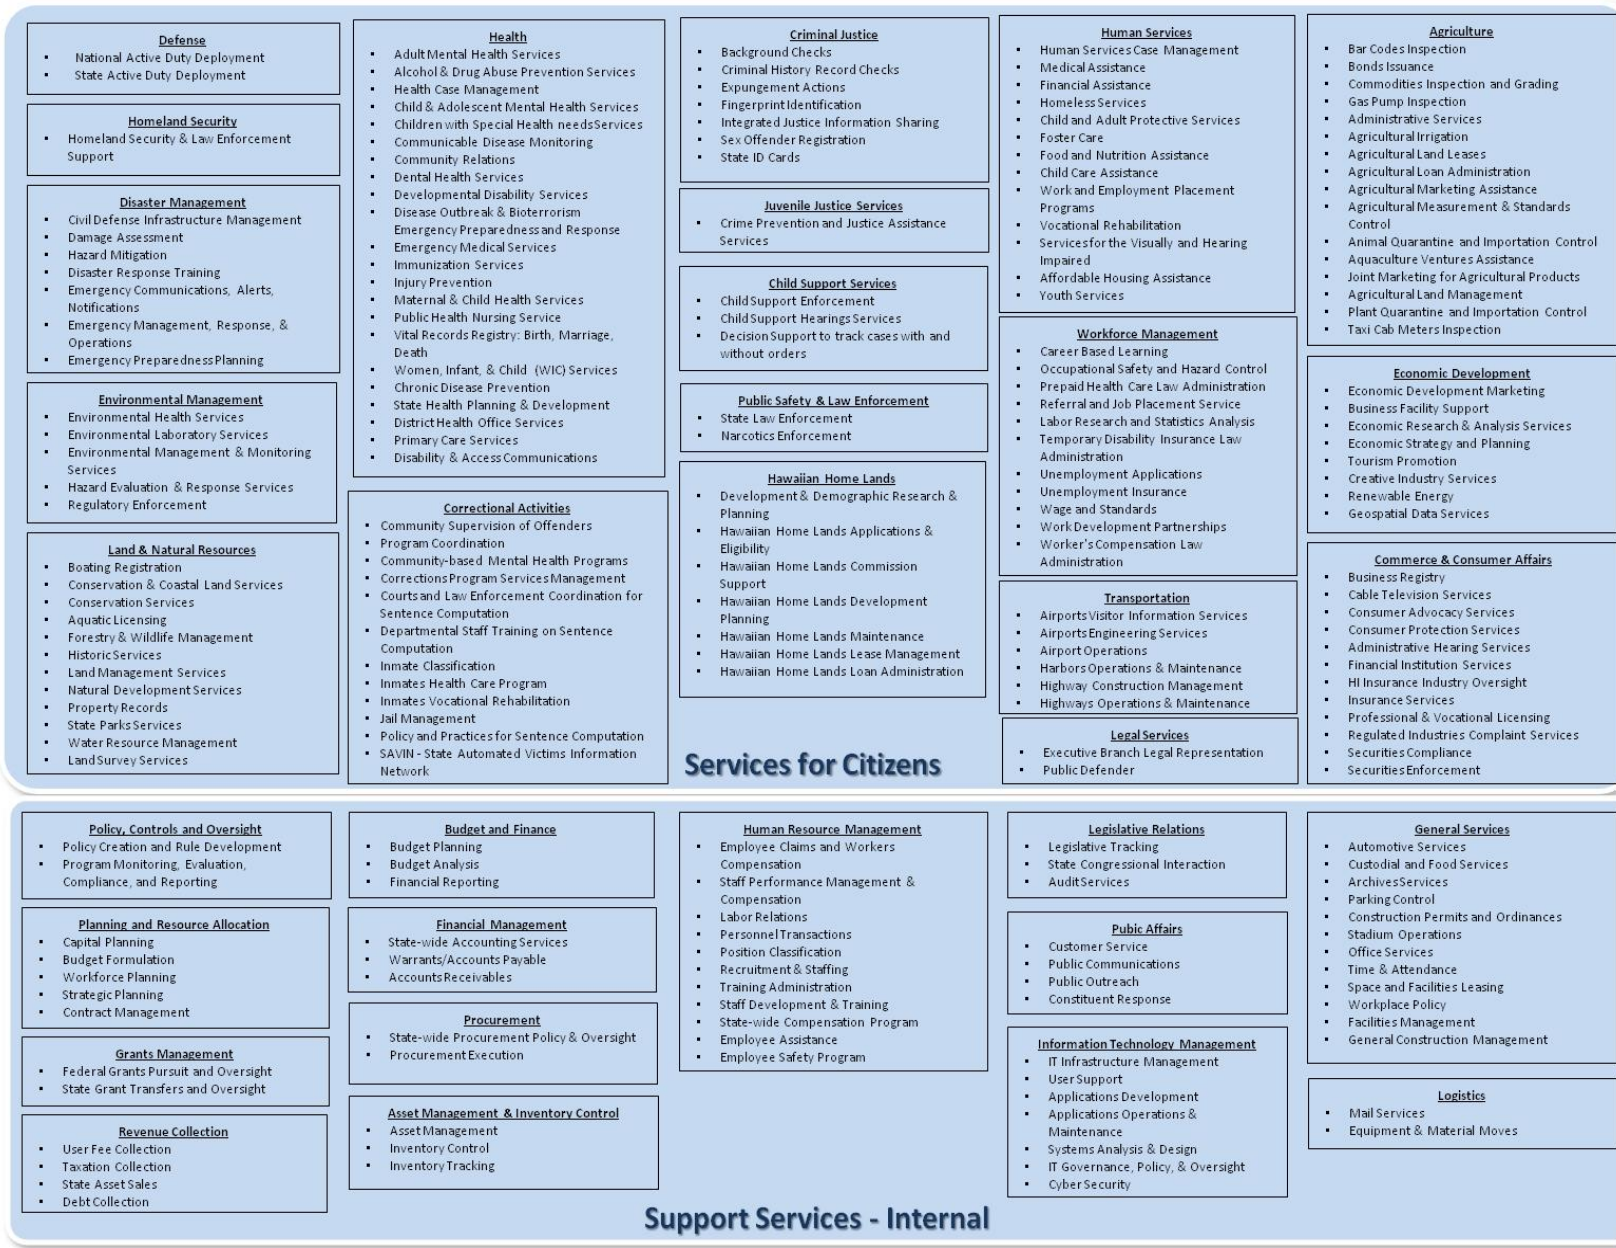 Defense
National Active Duty Deployment
State Active Duty Deployment
Homeland Security
Homeland Security & Law Enforcement
Support
Disaster Management
Civil Defense Infrastructure Management
Damage Assessment
Hazard Mitigation
Disaster Response Training
Emergency Communications, Alerts,
Notifications
Emergency Management, Response, &
Operations
Emergency Preparedness Planning
Environmental Management
Environmental Health Services
Environmental Laboratory Services
Environmental Management & Monitoring
Services
Hazard Evaluation & Response Services
Regulatory Enforcement
Land & Natural Resources
Boating Registration
Conservation & Coastal Land Services
Conservation Services
Aquatic Licensing
Forestry & Wildlife Management
Historic Services
Land Management Services
Natural Development Services
Property Records
State Parks Services
Water Resource Management
Land Survey Services
Health
Adult Mental Health Services
Alcohol & Drug Abuse Prevention Services
Health Case Management
Child & Adolescent Mental Health Services
Children with Special Health needs Services
Communicable Disease Monitoring
Community Relations
Dental Health Services
Developmental Disability Services
Disease Outbreak & Bioterrorism
Emergency Preparedness and Response
Emergency Medical Services
Immunization Services
Injury Prevention
Maternal & Child Health Services
Public Health Nursing Service
Vital Records Registry: Birth, Marriage,
Death
Women, Infant, & Child (WIC) Services
Chronic Disease Prevention
State Health Planning & Development
District Health Office Services
Primary Care Services
Disability & Access Communications
Correctional Activities
Community Supervision of Offenders
Program Coordination
Community-based Mental Health Programs
Corrections Program Services Management
Courts and Law Enforcement Coordination for
Sentence Computation
Departmental Staff Training on Sentence
Computation
Inmate Classification
Inmates Health Care Program
Inmates Vocational Rehabilitation
Jail Management
Policy and Practices for Sentence Computation
SAVIN - State Automated Victims Information
Network
Criminal Justice
Background Checks
Criminal History Record Checks
Expungement Actions
Fingerprint Identification
Integrated Justice Information Sharing
Sex Offender Registration
State ID Cards
Juvenile Justice Services
Crime Prevention and Justice Assistance
Services
Child Support Services
Child Support Enforcement
Child Support Hearings Services
Decision Support to track cases with and
without orders
Public Safety & Law Enforcement
State Law Enforcement
Narcotics Enforcement
Hawaiian Home Lands
Development & Demographic Research &
Planning
Hawaiian Home Lands Applications &
Eligibility
Hawaiian Home Lands Commission
Support
Hawaiian Home Lands Development
Planning
Hawaiian Home Lands Maintenance
Hawaiian Home Lands Lease Management
Hawaiian Home Lands Loan Administration
Human Services
Human Services Case Management
Medical Assistance
Financial Assistance
Homeless Services
Child and Adult Protective Services
Foster Care
Food and Nutrition Assistance
Child Care Assistance
Work and Employment Placement
Programs
Vocational Rehabilitation
Services for the Visually and Hearing
Impaired
Affordable Housing Assistance
Youth Services
Workforce Management
Career Based Learning
Occupational Safety and Hazard Control
Prepaid Health Care Law Administration
Referral and Job Placement Service
Labor Research and Statistics Analysis
Temporary Disability Insurance Law
Administration
Unemployment Applications
Unemployment Insurance
Wage and Standards
Work Development Partnerships
Worker's Compensation Law
Administration
Transportation
Airports Visitor Information Services
Airports Engineering Services
Airport Operations
Harbors Operations & Maintenance
Highway Construction Management
Highways Operations & Maintenance
Legal Services
Executive Branch Legal Representation
Public Defender
Agriculture
Bar Codes Inspection
Bonds Issuance
Commodities Inspection and Grading
Gas Pump Inspection
Administrative Services
Agricultural Irrigation
Agricultural Land Leases
Agricultural Loan Administration
Agricultural Marketing Assistance
Agricultural Measurement & Standards
Control
Animal Quarantine and Importation Control
Aquaculture Ventures Assistance
Joint Marketing for Agricultural Products
Agricultural Land Management
Plant Quarantine and Importation Control
Taxi Cab Meters Inspection
Economic Development
Economic Development Marketing
Business Facility Support
Economic Research & Analysis Services
Economic Strategy and Planning
Tourism Promotion
Creative Industry Services
Renewable Energy
Geospatial Data Services
Commerce & Consumer Affairs
Business Registry
Cable Television Services
Consumer Advocacy Services
Consumer Protection Services
Administrative Hearing Services
Financial Institution Services
HI Insurance Industry Oversight
Insurance Services
Professional & Vocational Licensing
Regulated Industries Complaint Services
Securities Compliance
Securities Enforcement
Services for Citizens
Policy, Controls and Oversight
Policy Creation and Rule Development
Program Monitoring, Evaluation,
Compliance, and Reporting
Planning and Resource Allocation
Capital Planning
Budget Formulation
Workforce Planning
Strategic Planning
Contract Management
Grants Management
Federal Grants Pursuit and Oversight
State Grant Transfers and Oversight
Revenue Collection
User Fee Collection
Taxation Collection
State Asset Sales
Debt Collection
Budget and Finance
Budget Planning
Budget Analysis
Financial Reporting
Financial Management
State-wide Accounting Services
Warrants/Accounts Payable
Accounts Receivables
Procurement
State-wide Procurement Policy & Oversight
Procurement Execution
Asset Management & Inventory Control
Asset Management
Inventory Control
Inventory Tracking
Human Resource Management
Employee Claims and Workers
Compensation
Staff Performance Management &
Compensation
Labor Relations
Personnel Transactions
Position Classification
Recruitment & Staffing
Training Administration
Staff Development & Training
State-wide Compensation Program
Employee Assistance
Employee Safety Program
Legislative Relations
Legislative Tracking
State Congressional Interaction
Audit Services
Pubic Affairs
Customer Service
Public Communications
Public Outreach
Constituent Response
Information Technology Management
IT Infrastructure Management
User Support
Applications Development
Applications Operations &
Maintenance
Systems Analysis & Design
IT Governance, Policy, & Oversight
Cyber Security
General Services
Automotive Services
Custodial and Food Services
Archives Services
Parking Control
Construction Permits and Ordinances
Stadium Operations
Office Services
Time & Attendance
Space and Facilities Leasing
Workplace Policy
Facilities Management
General Construction Management
Logistics
Mail Services
Equipment & Material Moves
Support Services - Internal